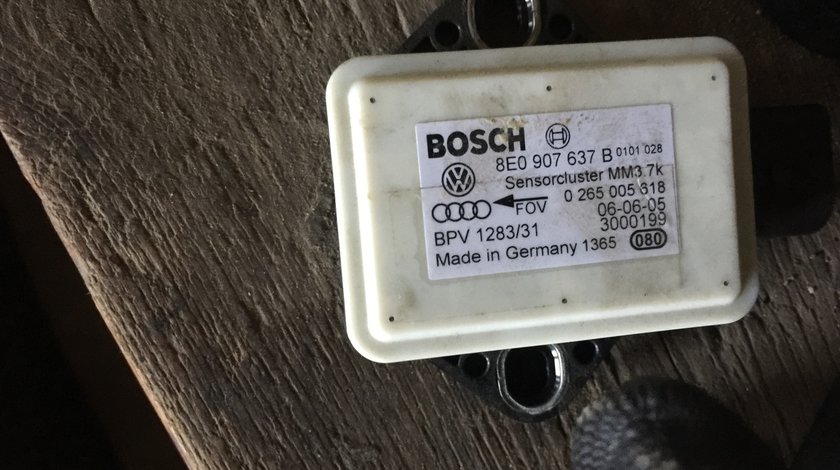 BOSCH
8E0 907 637 B 0101 028
Sensorcluster MM3.7k
0 265 005 618
FOV
06-06-05
3000199
BPV 1283/31
Made in Germany 1365 080